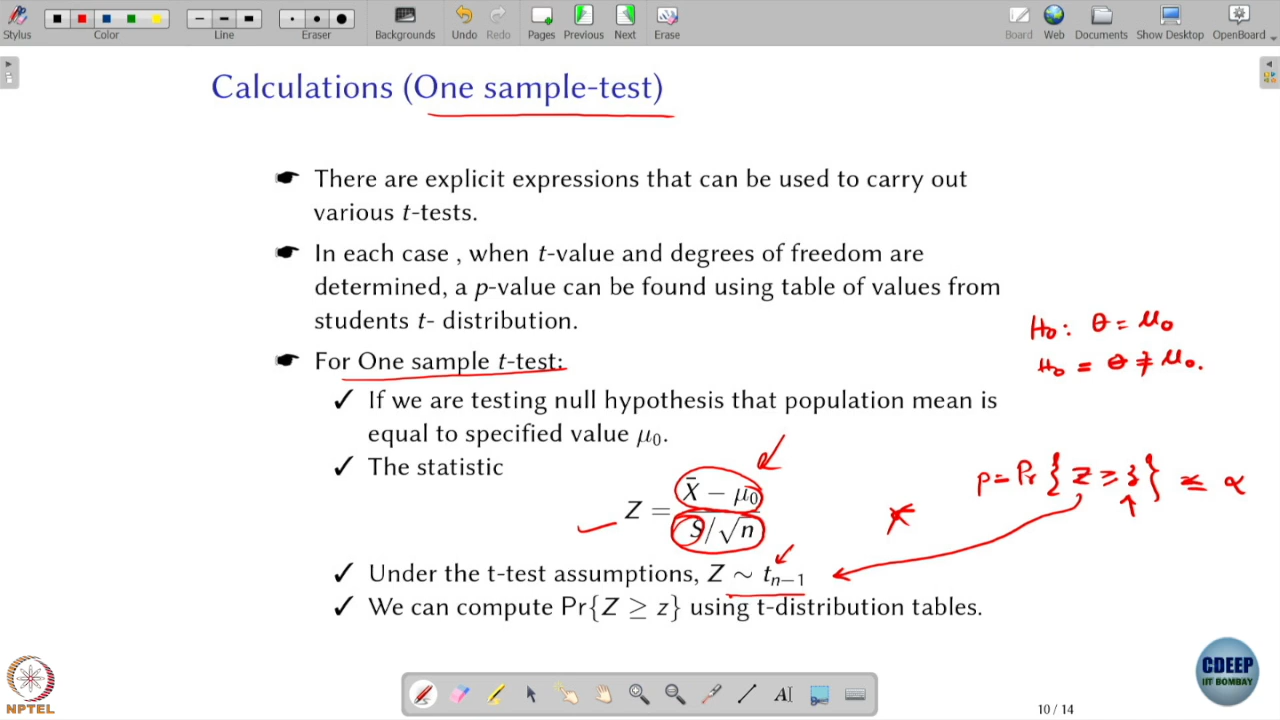 Stylus
Color
Line
Eraser
Backgrounds
Undo
Redo
Pages
Previous
Next
Erase
Board
Web
Documents
Show Desktop
OpenBoard
Calculations (One sample-test)
☛ There are explicit expressions that can be used to carry out
various t-tests.
☛ In each case , when t-value and degrees of freedom are
determined, a p-value can be found using table of values from
students t- distribution.
H₀: θ = μ₀
☛ For One sample t-test:
H₀ = θ ≠ μ₀.
✓ If we are testing null hypothesis that population mean is
equal to specified value μ₀.
✓ The statistic
Z = (X̄ − μ₀) / (S/√n)
p = Pr{Z ≥ z} ≤ α
✓ Under the t-test assumptions, Z ∼ tₙ₋₁
✓ We can compute Pr{Z ≥ z} using t-distribution tables.
NPTEL
CDEEP
IIT BOMBAY
AI
10 / 14